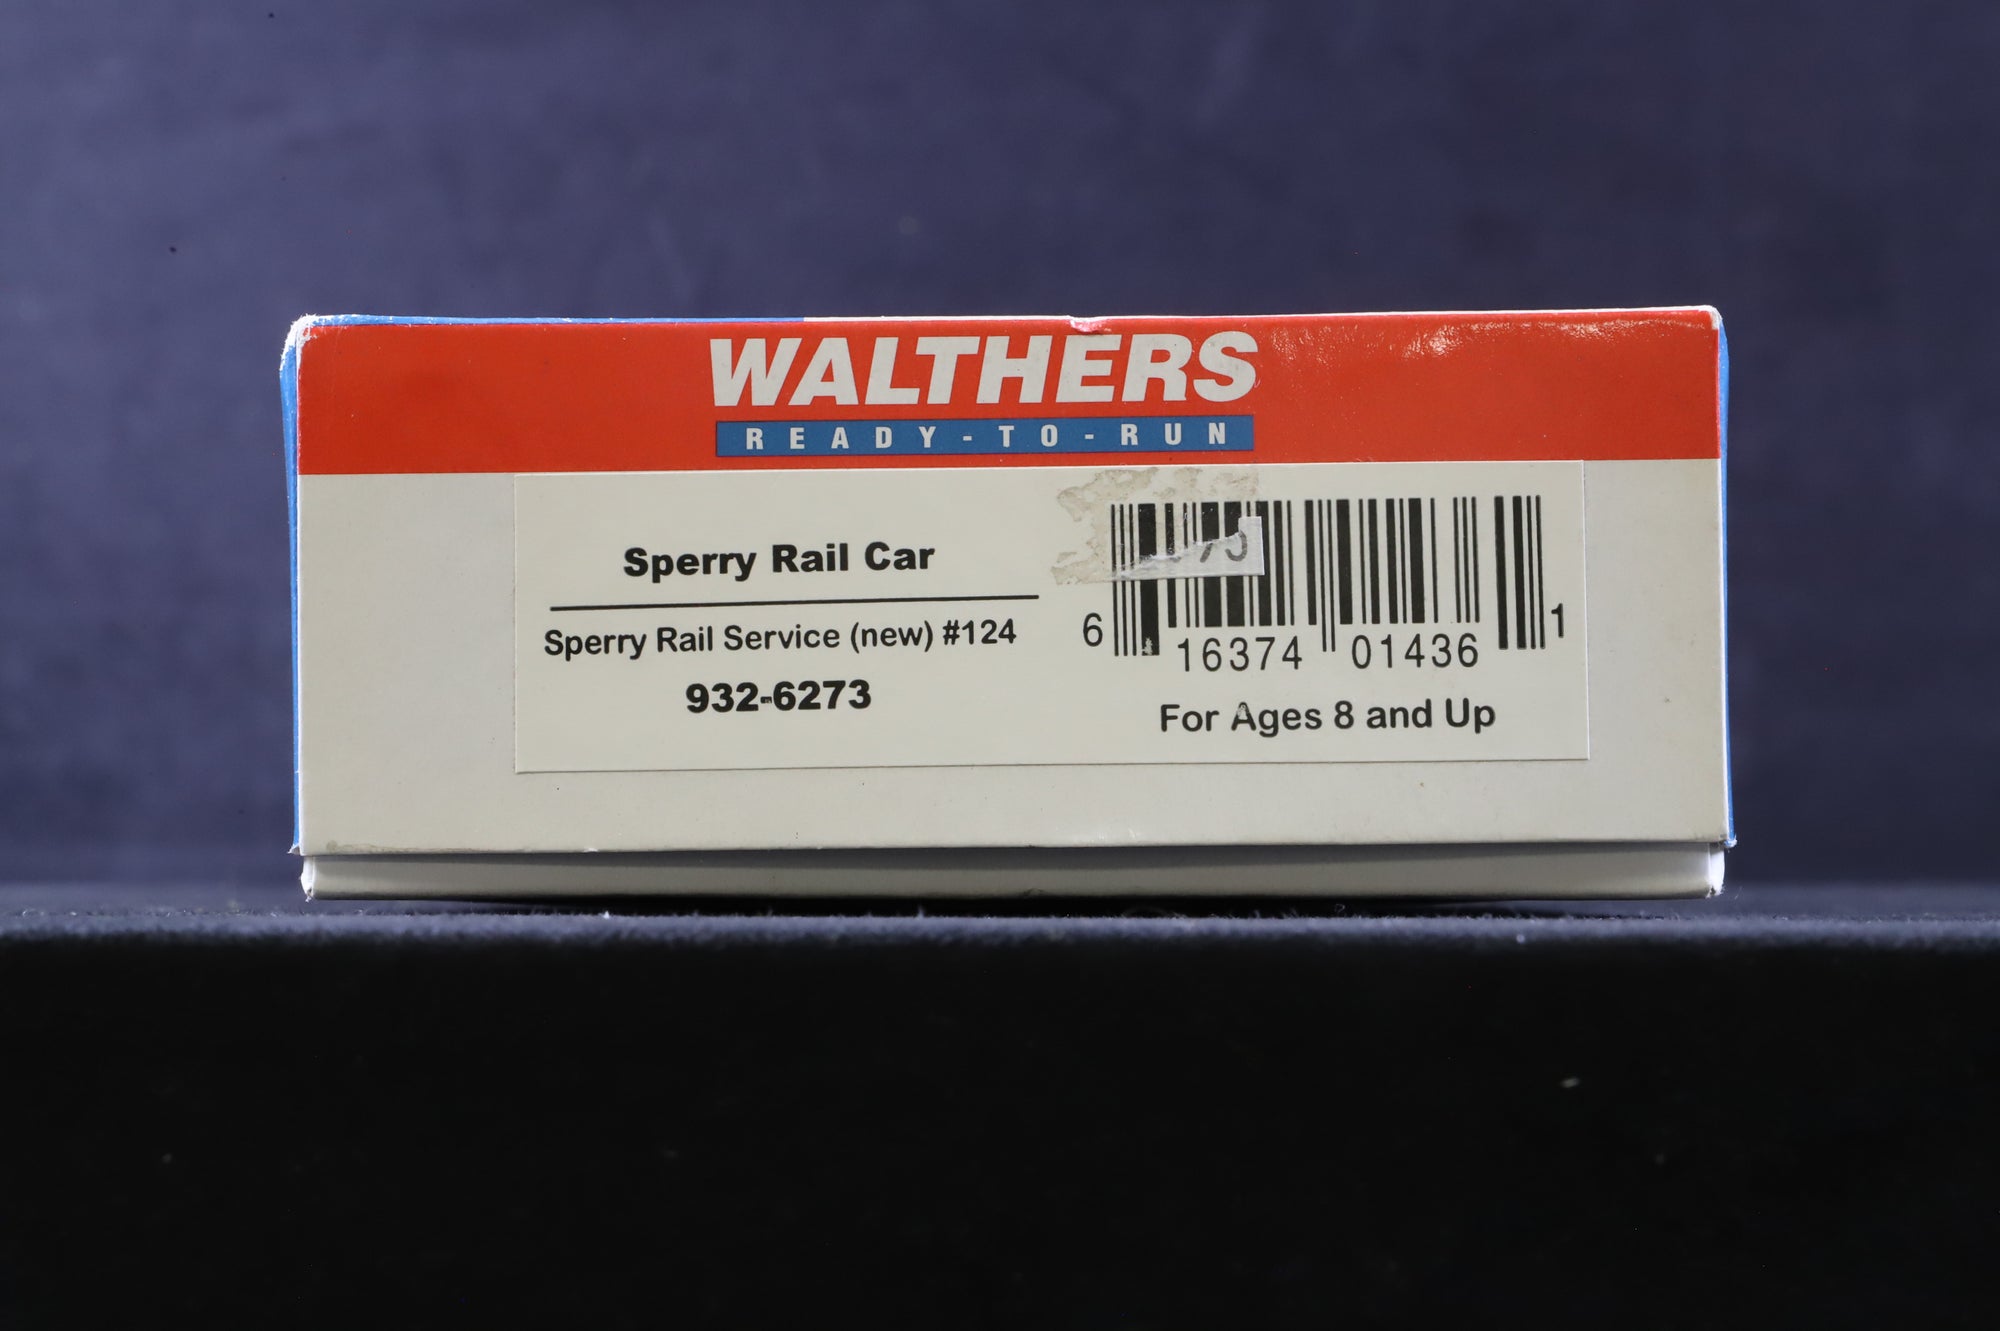 WALTHERS
READY-TO-RUN
Sperry Rail Car
Sperry Rail Service (new) #124
932-6273
6 16374 01436 1
For Ages 8 and Up